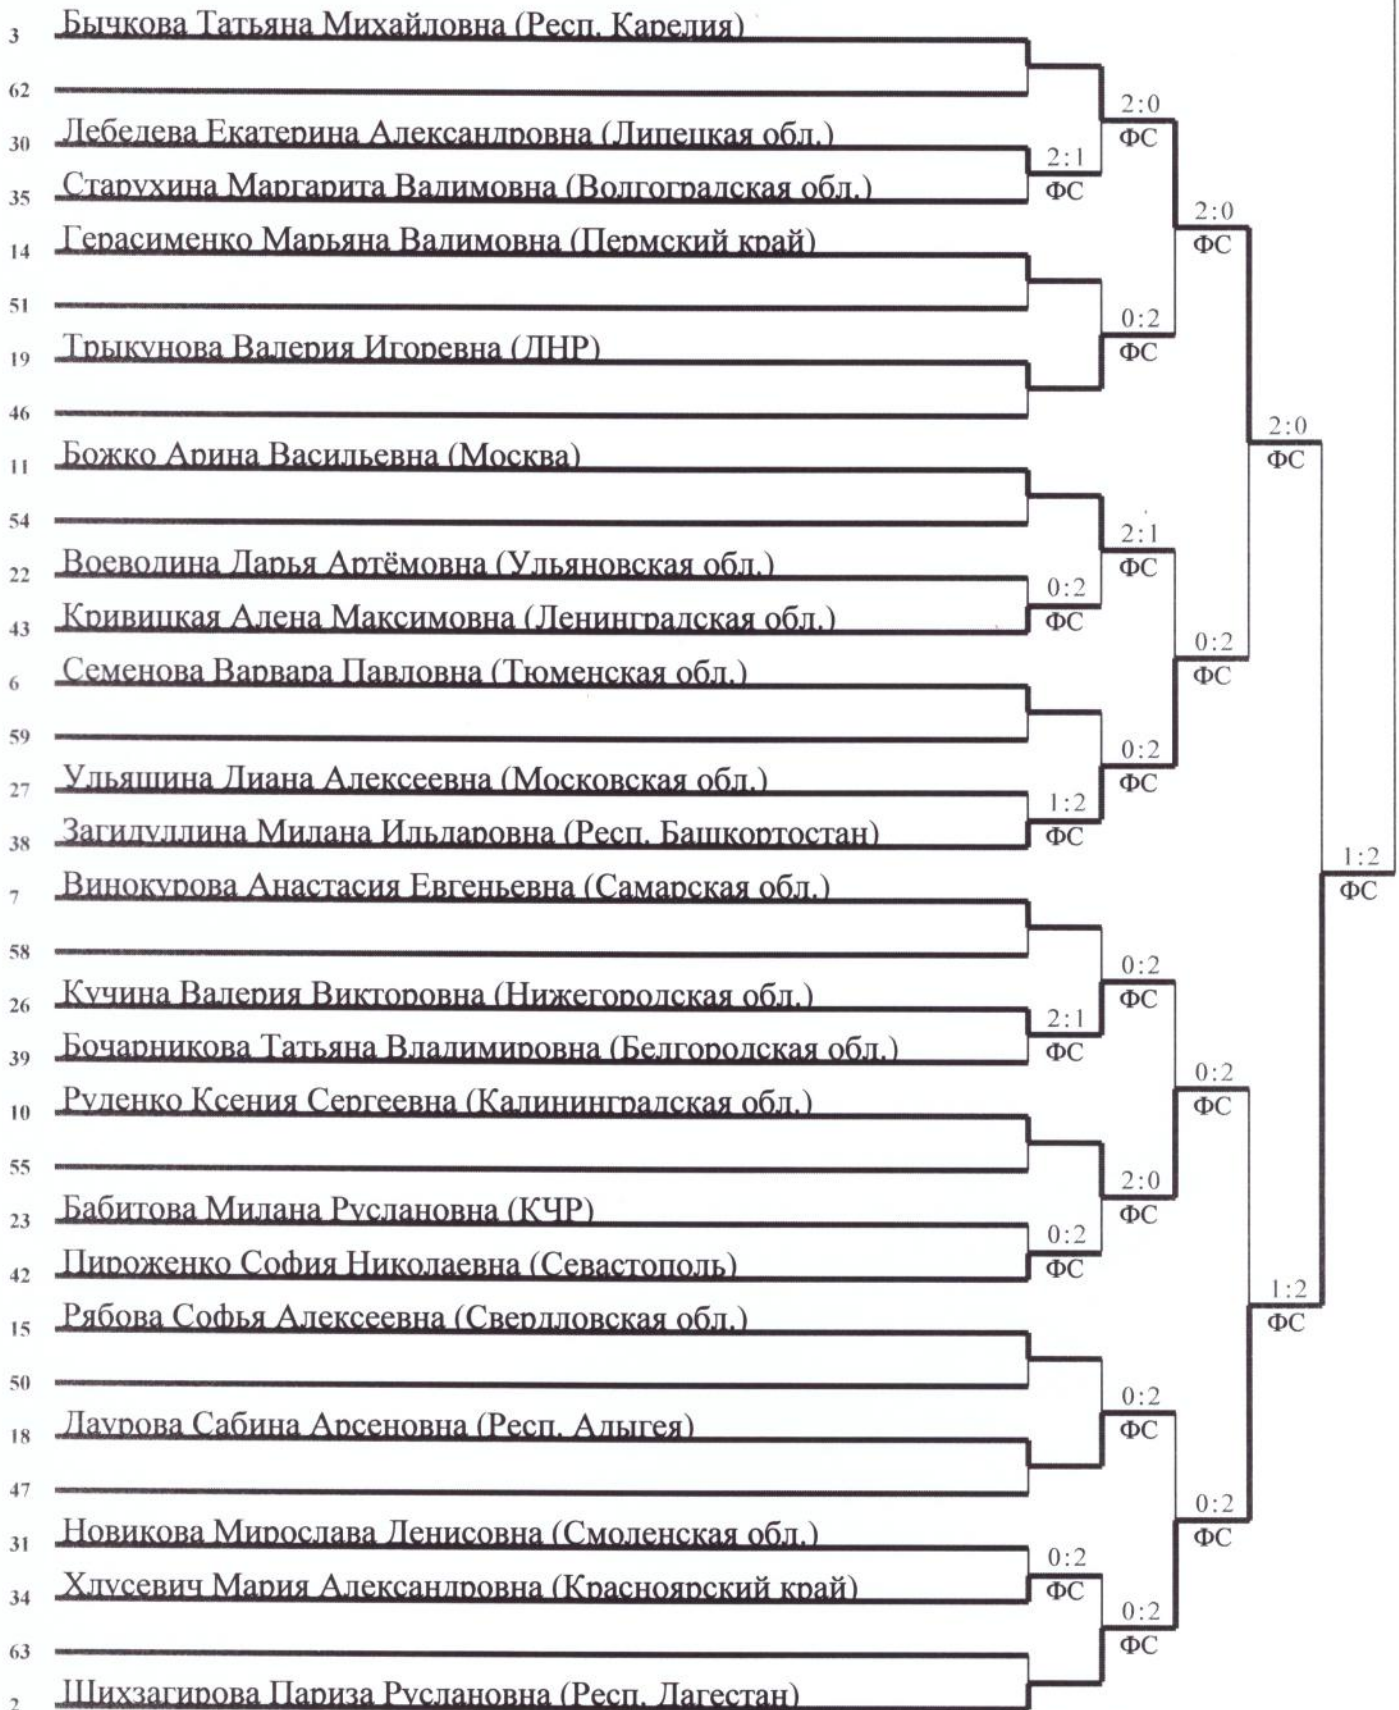 3 Бычкова Татьяна Михайловна (Респ. Карелия)
62
2:0
30 Лебедева Екатерина Александровна (Липецкая обл.)
ФС
2:1
35 Старухина Маргарита Вадимовна (Волгоградская обл.)
ФС
2:0
14 Герасименко Марьяна Вадимовна (Пермский край)
ФС
51
0:2
19 Трыкунова Валерия Игоревна (ЛНР)
ФС
46
2:0
11 Божко Арина Васильевна (Москва)
ФС
54
2:1
22 Воеводина Дарья Артёмовна (Ульяновская обл.)
ФС
0:2
43 Кривицкая Алена Максимовна (Ленинградская обл.)
ФС
0:2
6 Семенова Варвара Павловна (Тюменская обл.)
ФС
59
0:2
27 Ульяшина Диана Алексеевна (Московская обл.)
ФС
1:2
38 Загидуллина Милана Ильдаровна (Респ. Башкортостан)
ФС
1:2
7 Винокурова Анастасия Евгеньевна (Самарская обл.)
ФС
58
0:2
26 Кучина Валерия Викторовна (Нижегородская обл.)
ФС
2:1
39 Бочарникова Татьяна Владимировна (Белгородская обл.)
ФС
0:2
10 Руденко Ксения Сергеевна (Калининградская обл.)
ФС
55
2:0
23 Бабитова Милана Руслановна (КЧР)
ФС
0:2
42 Пироженко София Николаевна (Севастополь)
ФС
1:2
15 Рябова Софья Алексеевна (Свердловская обл.)
ФС
50
0:2
18 Даурова Сабина Арсеновна (Респ. Адыгея)
ФС
47
0:2
31 Новикова Мирослава Денисовна (Смоленская обл.)
ФС
0:2
34 Хлусевич Мария Александровна (Красноярский край)
ФС
0:2
63
ФС
2 Шихзагирова Париза Руслановна (Респ. Дагестан)